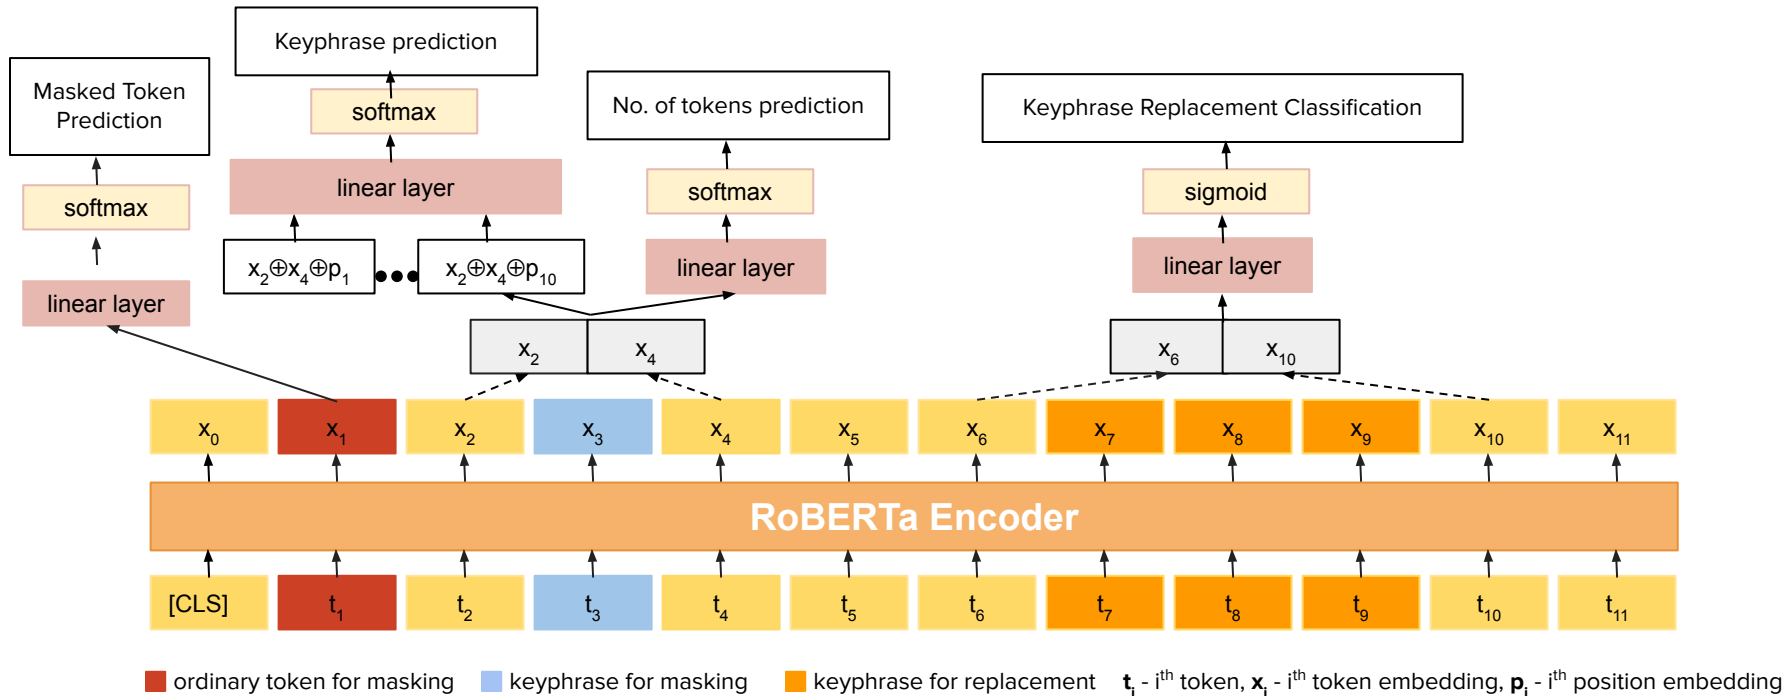 Keyphrase prediction
Masked Token
Prediction
softmax
No. of tokens prediction
Keyphrase Replacement Classification
linear layer
softmax
softmax
sigmoid
x₂⊕x₄⊕p₁
●●●
x₂⊕x₄⊕p₁₀
linear layer
linear layer
linear layer
x₂ x₄
x₆ x₁₀
x₀ x₁ x₂ x₃ x₄ x₅ x₆ x₇ x₈ x₉ x₁₀ x₁₁
RoBERTa Encoder
[CLS] t₁ t₂ t₃ t₄ t₅ t₆ t₇ t₈ t₉ t₁₀ t₁₁
ordinary token for masking keyphrase for masking keyphrase for replacement tᵢ - iᵗʰ token, xᵢ - iᵗʰ token embedding, pᵢ - iᵗʰ position embedding